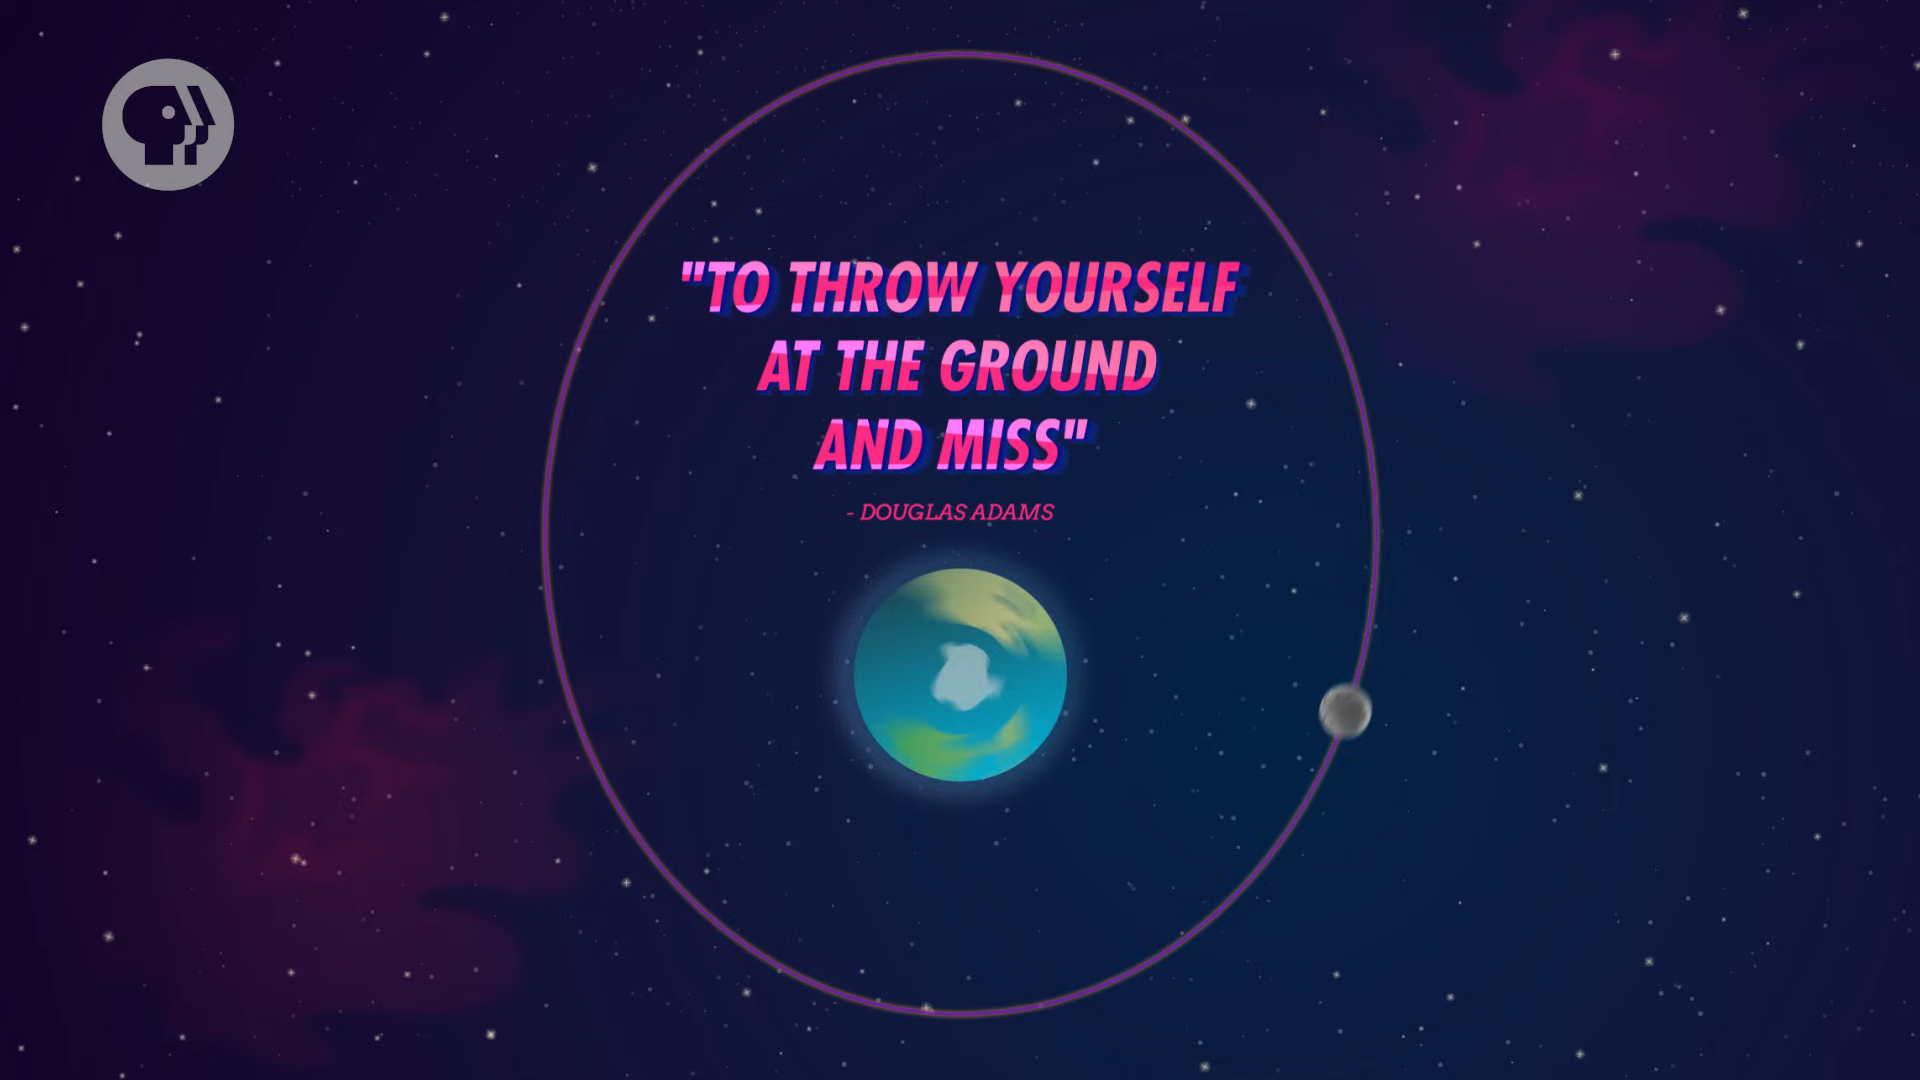 "TO THROW YOURSELF
AT THE GROUND
AND MISS"
- DOUGLAS ADAMS